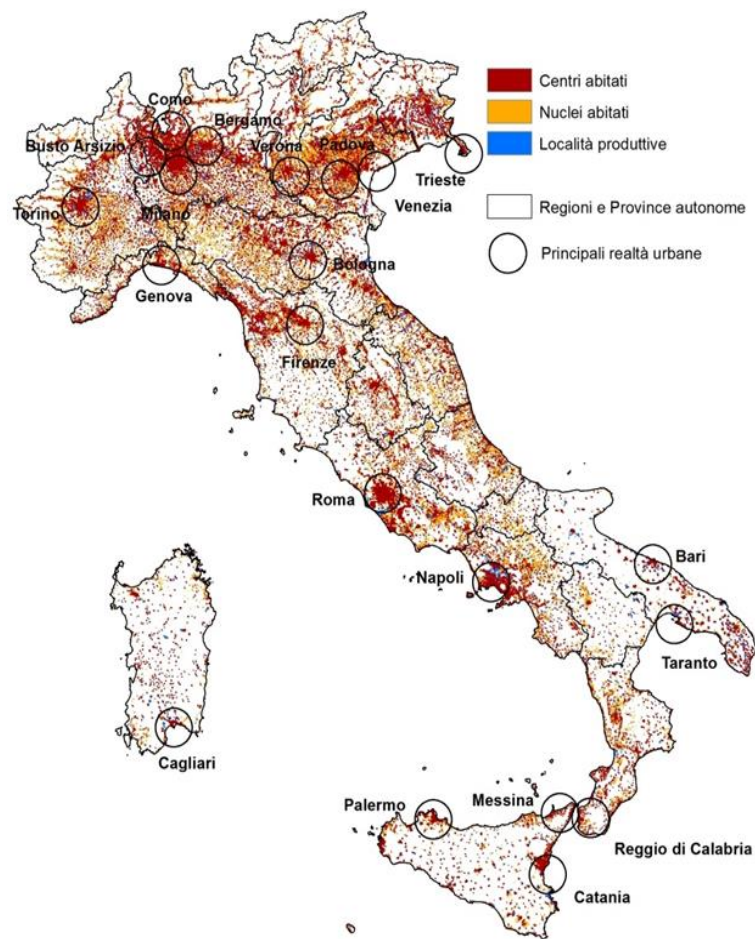 Centri abitati
Nuclei abitati
Località produttive
Regioni e Province autonome
Principali realtà urbane
Como
Bergamo
Busto Arsizio
Verona
Padova
Trieste
Venezia
Torino
Milano
Bologna
Genova
Firenze
Roma
Bari
Napoli
Taranto
Cagliari
Palermo
Messina
Reggio di Calabria
Catania